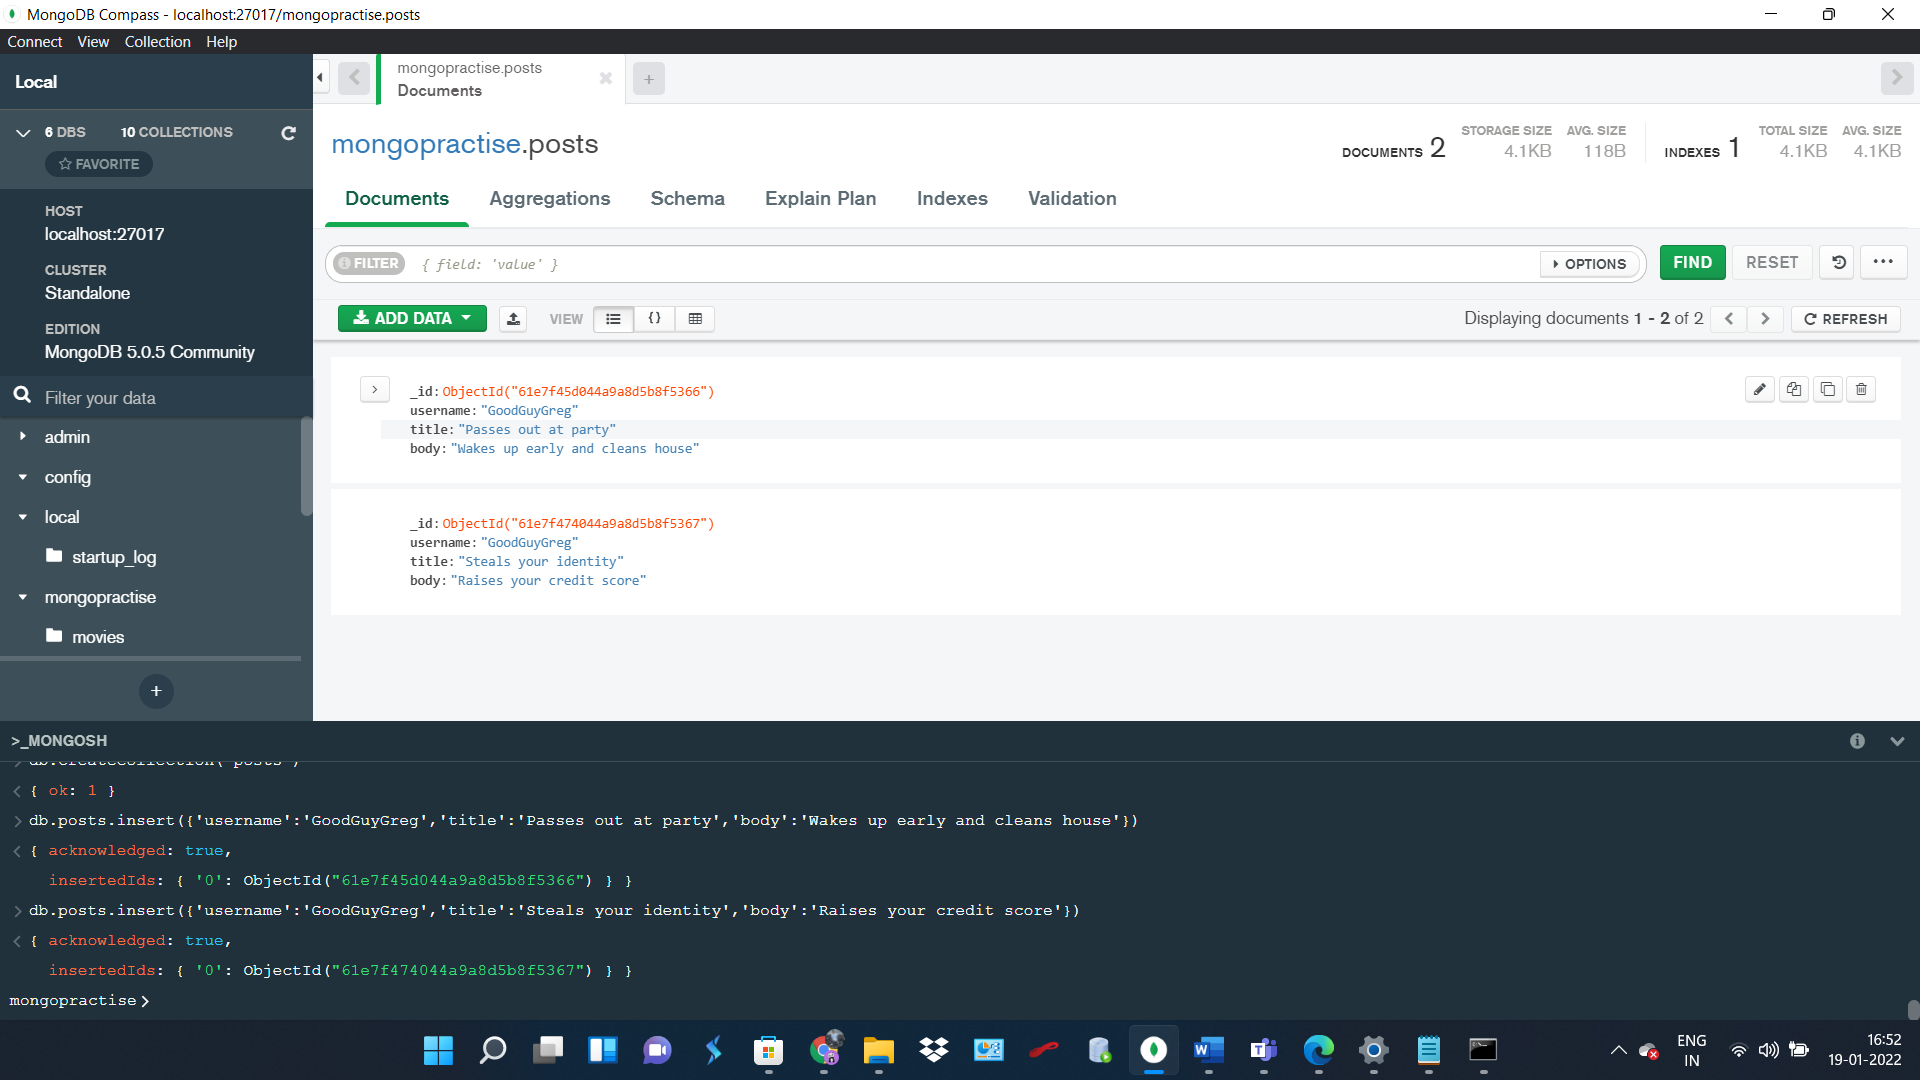 MongoDB Compass - localhost:27017/mongopractise.posts
Connect View Collection Help
Local
mongopractise.posts
Documents
6 DBS 10 COLLECTIONS
FAVORITE
HOST
localhost:27017
CLUSTER
Standalone
EDITION
MongoDB 5.0.5 Community
Filter your data
admin
config
local
startup_log
mongopractise
movies
+
mongopractise.posts
DOCUMENTS 2
STORAGE SIZE
4.1KB
AVG. SIZE
118B
INDEXES 1
TOTAL SIZE
4.1KB
AVG. SIZE
4.1KB
Documents Aggregations Schema Explain Plan Indexes Validation
FILTER { field: 'value' } OPTIONS FIND RESET ...
ADD DATA VIEW {} Displaying documents 1 - 2 of 2 < > REFRESH
_id: ObjectId("61e7f45d044a9a8d5b8f5366")
username: "GoodGuyGreg"
title: "Passes out at party"
body: "Wakes up early and cleans house"
_id: ObjectId("61e7f474044a9a8d5b8f5367")
username: "GoodGuyGreg"
title: "Steals your identity"
body: "Raises your credit score"
>_MONGOSH
> db.createCollection('posts')
< { ok: 1 }
> db.posts.insert({'username':'GoodGuyGreg','title':'Passes out at party','body':'Wakes up early and cleans house'})
< { acknowledged: true,
insertedIds: { '0': ObjectId("61e7f45d044a9a8d5b8f5366") } }
> db.posts.insert({'username':'GoodGuyGreg','title':'Steals your identity','body':'Raises your credit score'})
< { acknowledged: true,
insertedIds: { '0': ObjectId("61e7f474044a9a8d5b8f5367") } }
mongopractise >
ENG
IN
16:52
19-01-2022